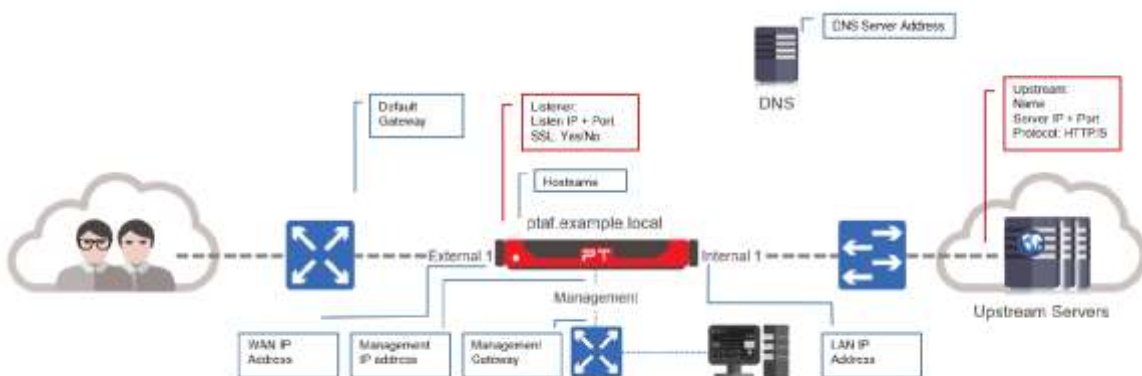 DNS Server Address
DNS
Default
Gateway
Listener:
Listen IP + Port
SSL: Yes/No
Upstream:
Name
Server IP + Port
Protocol: HTTP/S
Hostname
ptaf.example.local
External 1
PT
Internal 1
Management
Upstream Servers
WAN IP
Address
Management
IP address
Management
Gateway
LAN IP
Address